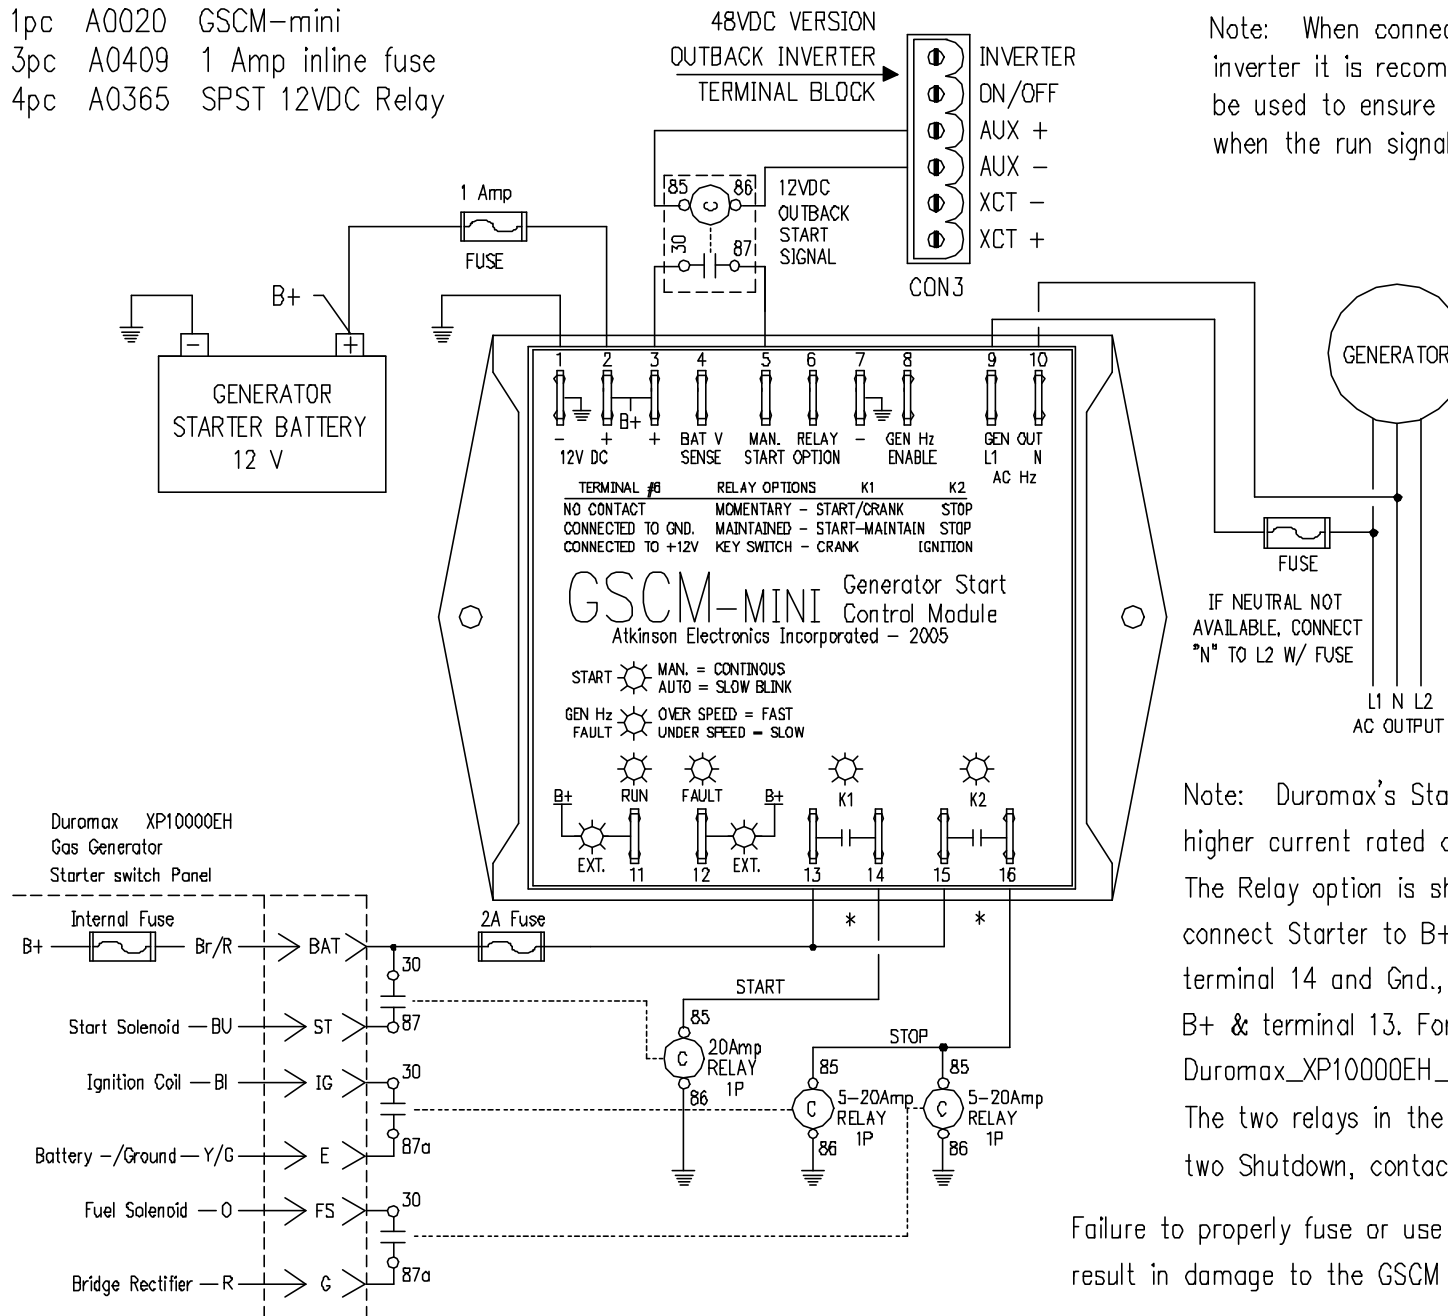 1pc A0020 GSCM-mini
3pc A0409 1 Amp inline fuse
4pc A0365 SPST 12VDC Relay
48VDC VERSION
OUTBACK INVERTER
TERMINAL BLOCK
INVERTER
ON/OFF
AUX +
AUX -
XCT -
XCT +
CON3
Note: When connec
inverter it is recom
be used to ensure
when the run signal
1 Amp
FUSE
85
86
C
30
87
12VDC
OUTBACK
START
SIGNAL
B+
-
+
GENERATOR
STARTER BATTERY
12 V
GENERATOR
1 2 3 4 5 6 7 8 9 10
B+
- + + BAT V MAN. RELAY - GEN Hz GEN OUT
12V DC SENSE START OPTION ENABLE L1 N
AC Hz
TERMINAL #6 RELAY OPTIONS K1 K2
NO CONTACT MOMENTARY - START/CRANK STOP
CONNECTED TO GND. MAINTAINED - START-MAINTAIN STOP
CONNECTED TO +12V KEY SWITCH - CRANK IGNITION
GSCM-MINI
Generator Start
Control Module
Atkinson Electronics Incorporated - 2005
START
MAN. = CONTINOUS
AUTO = SLOW BLINK
GEN Hz
FAULT
OVER SPEED = FAST
UNDER SPEED = SLOW
B+ RUN FAULT B+ K1 K2
EXT. 11 12 EXT. 13 14 15 16
FUSE
IF NEUTRAL NOT
AVAILABLE, CONNECT
"N" TO L2 W/ FUSE
L1 N L2
AC OUTPUT
Duromax XP10000EH
Gas Generator
Starter switch Panel
Internal Fuse
B+ Br/R BAT
2A Fuse
* *
30
Start Solenoid BU ST
87
Ignition Coil Bl IG
30
Battery -/Ground Y/G E
87a
Fuel Solenoid O FS
30
Bridge Rectifier R G
87a
START
85
C
20Amp
RELAY
1P
86
STOP
85
C
5-20Amp
RELAY
1P
86
85
C
5-20Amp
RELAY
1P
86
Note: Duromax's Sta
higher current rated c
The Relay option is sh
connect Starter to B+
terminal 14 and Gnd.,
B+ & terminal 13. For
Duromax_XP10000EH_
The two relays in the
two Shutdown, contac
Failure to properly fuse or use
result in damage to the GSCM